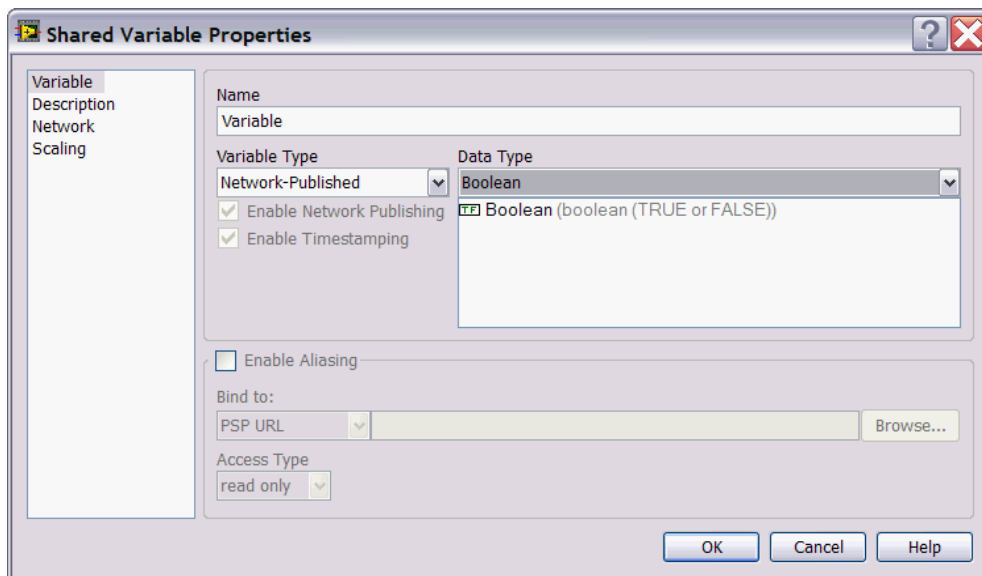 Shared Variable Properties
Variable
Description
Network
Scaling
Name
Variable
Variable Type
Data Type
Network-Published
Boolean
Enable Network Publishing
TF Boolean (boolean (TRUE or FALSE))
Enable Timestamping
Enable Aliasing
Bind to:
PSP URL
Browse...
Access Type
read only
OK
Cancel
Help